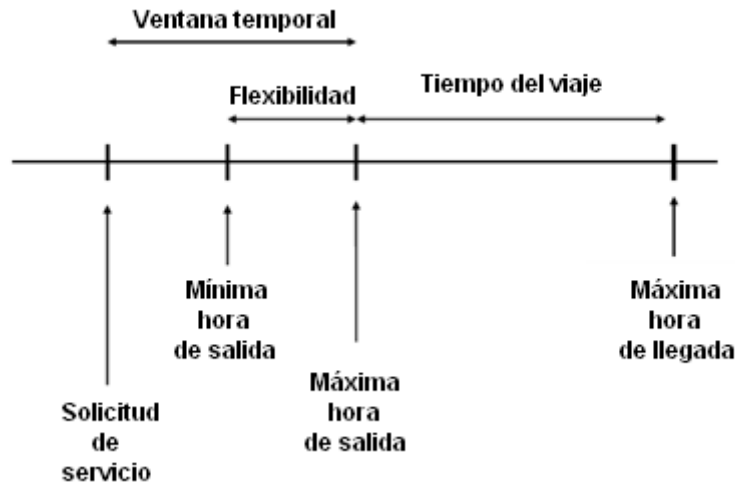 Ventana temporal
Flexibilidad
Tiempo del viaje
Mínima
hora
de salida
Máxima
hora
de llegada
Máxima
hora
de salida
Solicitud
de
servicio